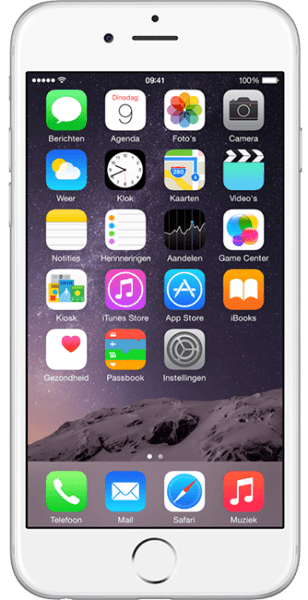 09:41 100%
Dinsdag
9
Berichten Agenda Foto's Camera
280
Weer Klok Kaarten Video's
Notities Herinneringen Aandelen Game Center
Kiosk iTunes Store App Store iBooks
Gezondheid Passbook Instellingen
Telefoon Mail Safari Muziek